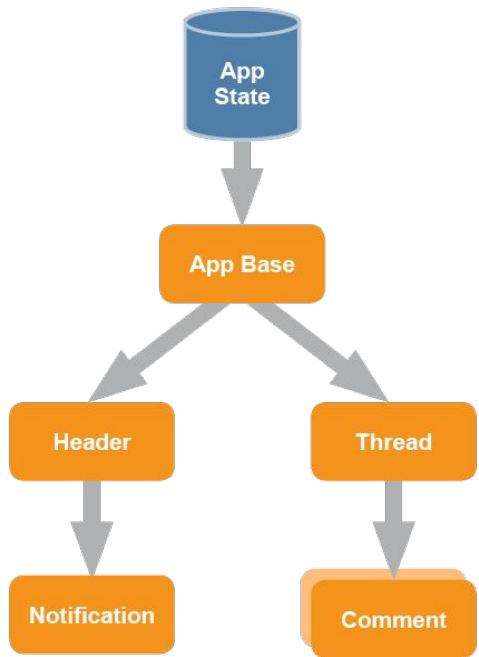 App
State
App Base
Header
Thread
Notification
Comment